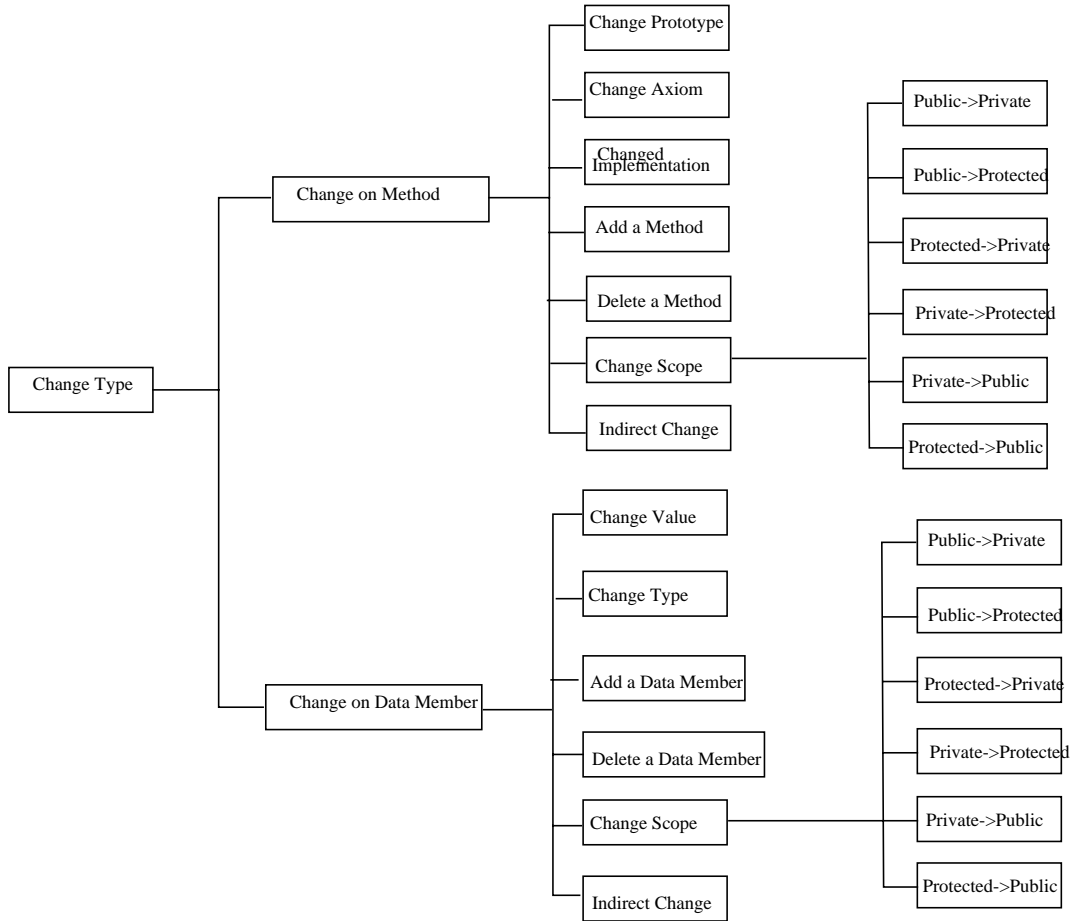 Change Type
Change on Method
Change Prototype
Change Axiom
Changed
Implementation
Add a Method
Delete a Method
Change Scope
Indirect Change
Public->Private
Public->Protected
Protected->Private
Private->Protected
Private->Public
Protected->Public
Change on Data Member
Change Value
Change Type
Add a Data Member
Delete a Data Member
Change Scope
Indirect Change
Public->Private
Public->Protected
Protected->Private
Private->Protected
Private->Public
Protected->Public